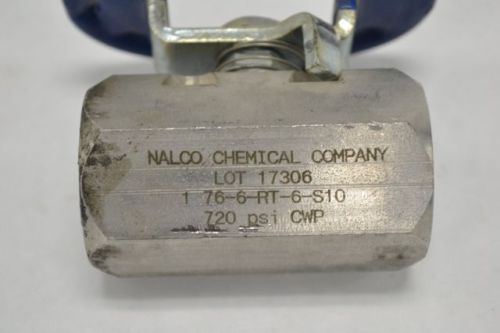 NALCO CHEMICAL COMPANY
LOT 17306
1 76-6-RT-6-S10
720 psi CWP